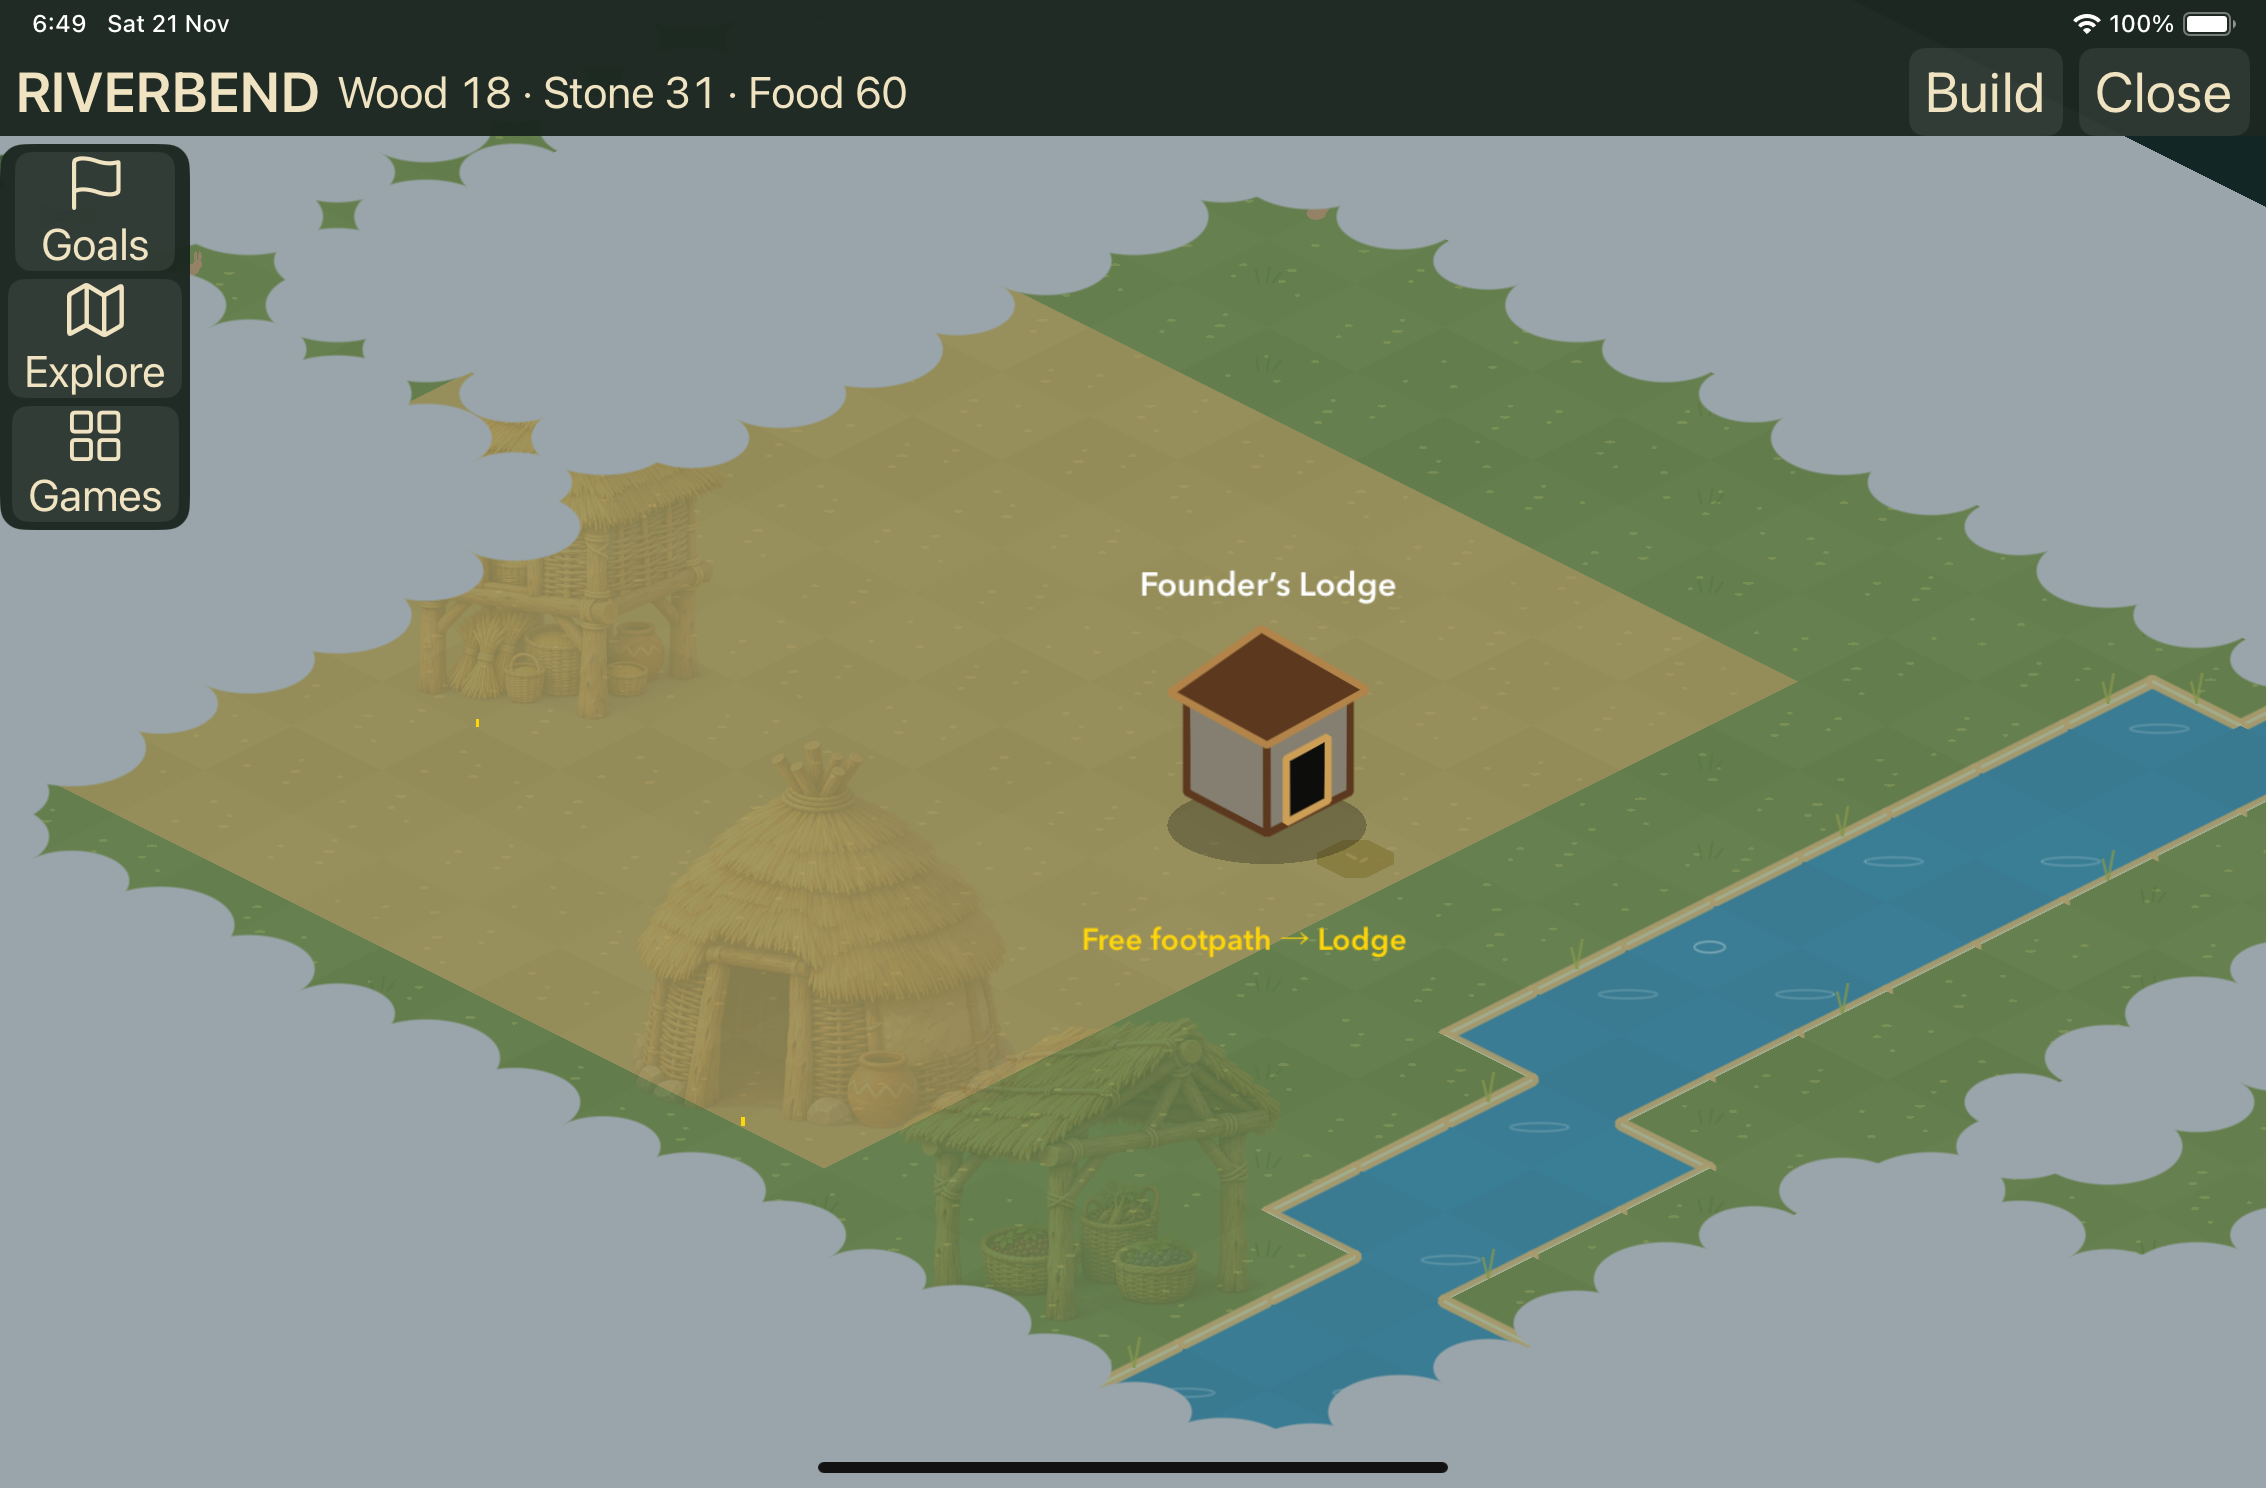 6:49 Sat 21 Nov
100%
RIVERBEND Wood 18 · Stone 31 · Food 60
Build
Close
Goals
Explore
Games
Founder’s Lodge
Free footpath → Lodge